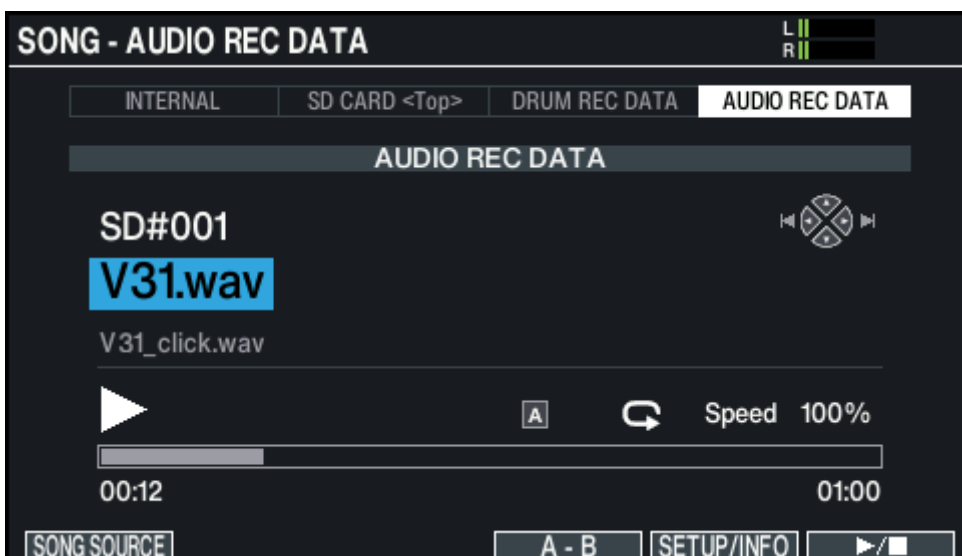 SONG - AUDIO REC DATA
L
R
INTERNAL SD CARD <Top> DRUM REC DATA AUDIO REC DATA
AUDIO REC DATA
SD#001
V31.wav
V31_click.wav
A Speed 100%
00:12 01:00
SONG SOURCE A - B SETUP/INFO